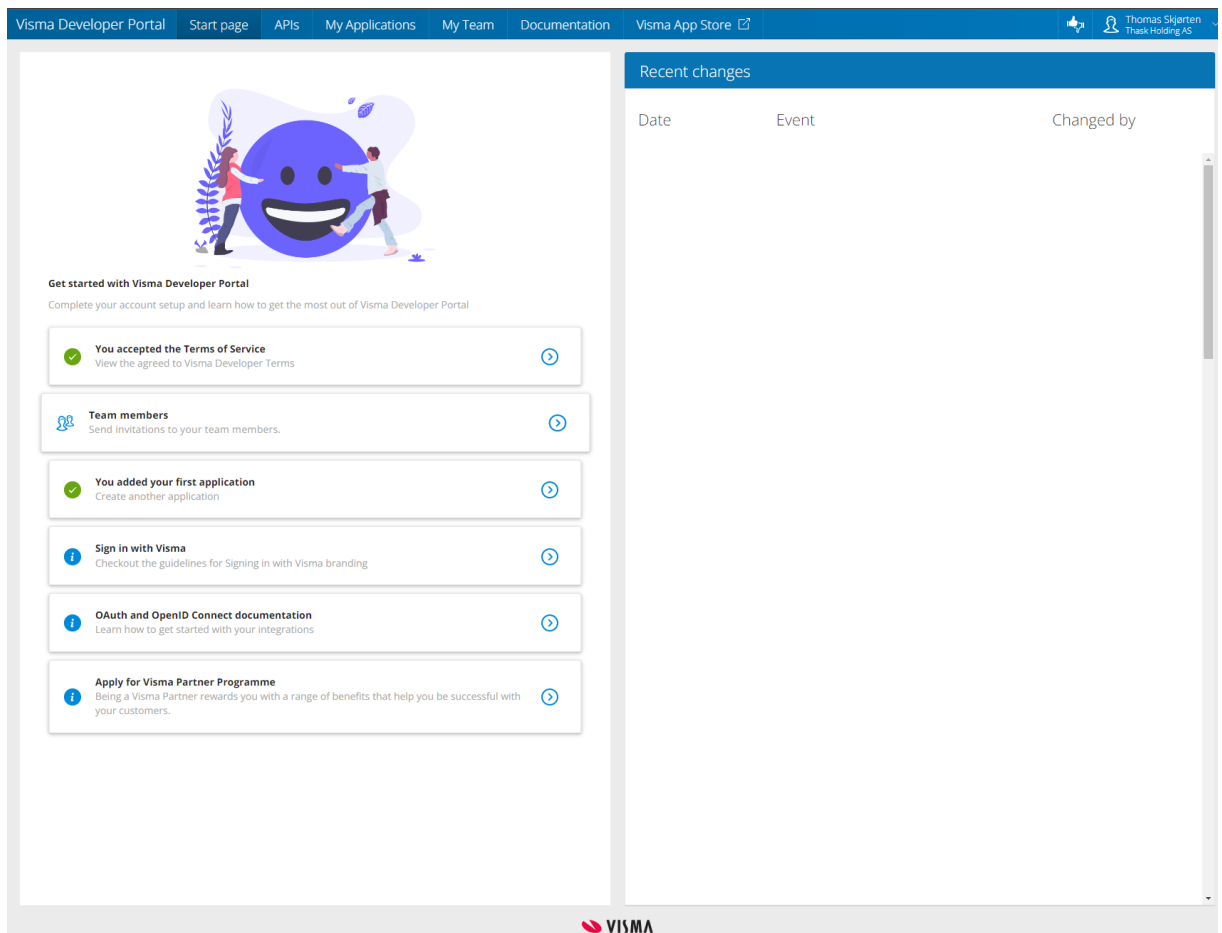 Visma Developer Portal
Start page
APIs
My Applications
My Team
Documentation
Visma App Store
Thomas Skjørten
Thask Holding AS
Get started with Visma Developer Portal
Complete your account setup and learn how to get the most out of Visma Developer Portal
You accepted the Terms of Service
View the agreed to Visma Developer Terms
Team members
Send invitations to your team members.
You added your first application
Create another application
Sign in with Visma
Checkout the guidelines for Signing in with Visma branding
OAuth and OpenID Connect documentation
Learn how to get started with your integrations
Apply for Visma Partner Programme
Being a Visma Partner rewards you with a range of benefits that help you be successful with
your customers.
Recent changes
Date
Event
Changed by
VISMA